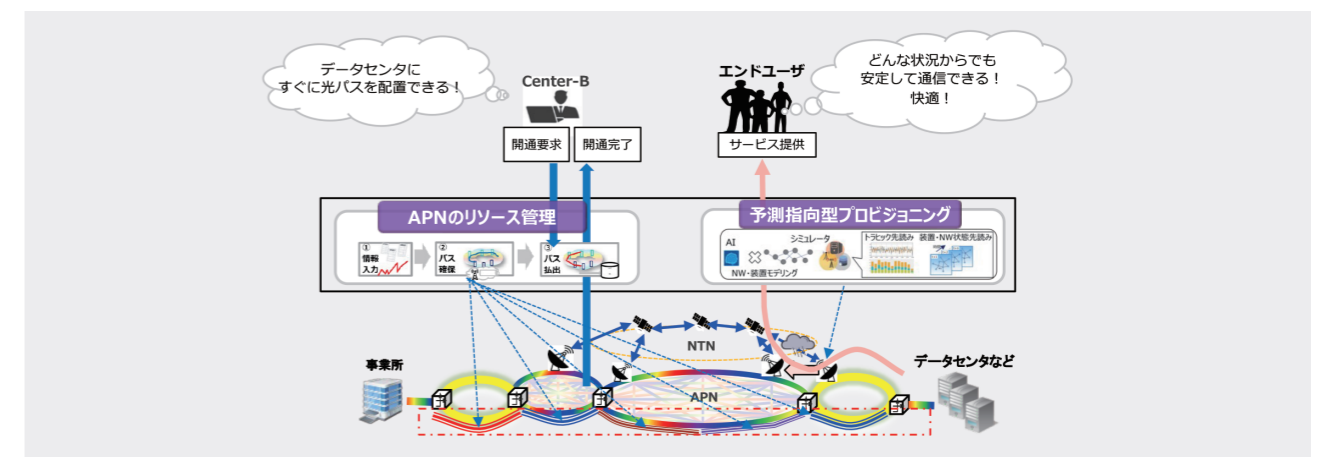 データセンタに
すぐに光パスを配置できる！
Center-B
開通要求
開通完了
エンドユーザ
サービス提供
どんな状況からでも
安定して通信できる！
快適！
APNのリソース管理
①
情報
入力
②
パス
確保
③
パス
払出
予測指向型プロビジョニング
AI
シミュレータ
NW・装置モデリング
トラヒック先読み
装置・NW状態先読み
NTN
事業所
APN
データセンタなど